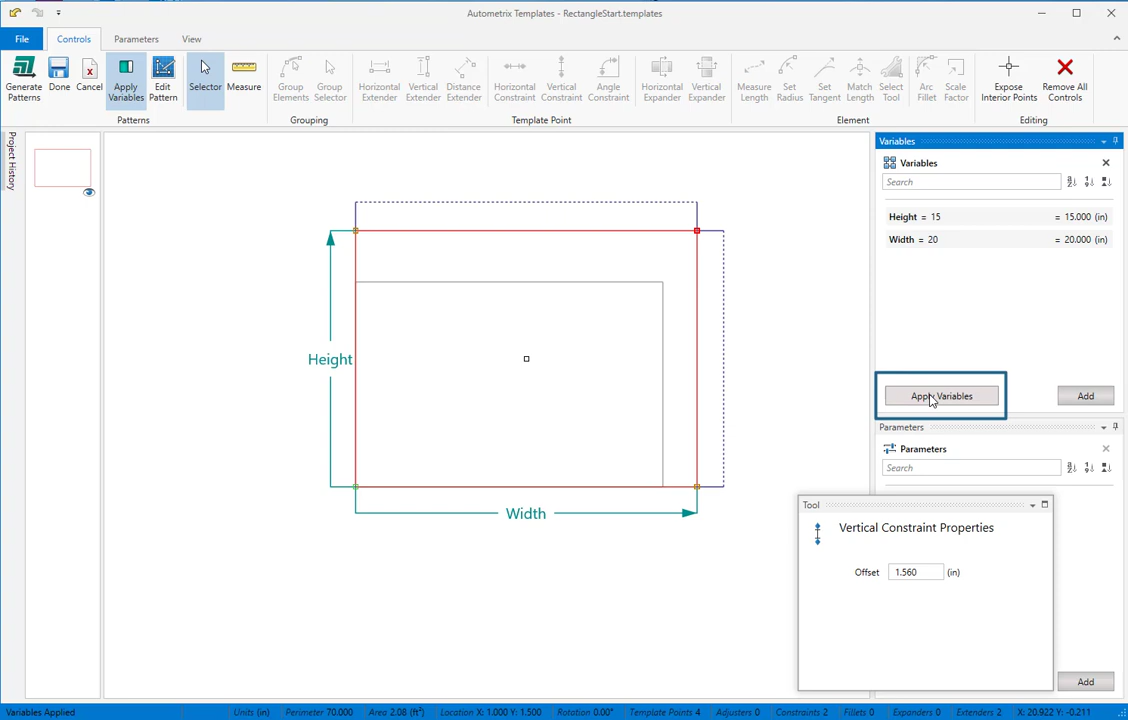 Autometrix Templates - RectangleStart.templates
File Controls Parameters View
Generate Patterns Done Cancel Apply Variables Edit Pattern Selector Measure Group Elements Group Selector Horizontal Extender Vertical Extender Distance Extender Horizontal Constraint Vertical Constraint Angle Constraint Horizontal Expander Vertical Expander Measure Length Set Radius Set Tangent Match Length Select Tool Arc Fillet Scale Factor Expose Interior Points Remove All Controls
Patterns Grouping Template Point Element Editing
Project History
Height
Width
Variables
Variables
Search
Height = 15 = 15.000 (in)
Width = 20 = 20.000 (in)
Apply Variables Add
Parameters
Parameters
Search
Tool
Vertical Constraint Properties
Offset 1.560 (in)
Add
Variables Applied Units (in) Perimeter 70.000 Area 2.08 (ft²) Location X: 1.000 Y: 1.500 Rotation 0.00° Template Points 4 Adjusters 0 Constraints 2 Fillets 0 Expanders 0 Extenders 2 X: 20.922 Y: -0.211